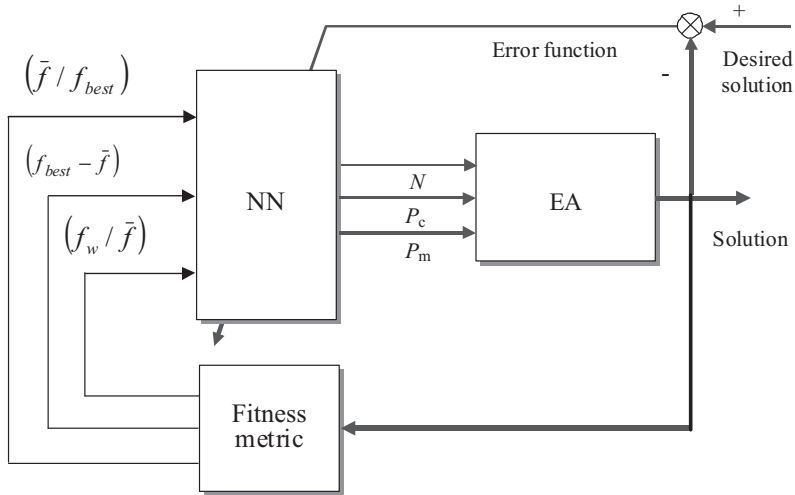 +
Error function
Desired
solution
-
(f̄ / f_best)
(f_best − f̄)
(f_w / f̄)
NN
N
P_c
P_m
EA
Solution
Fitness
metric